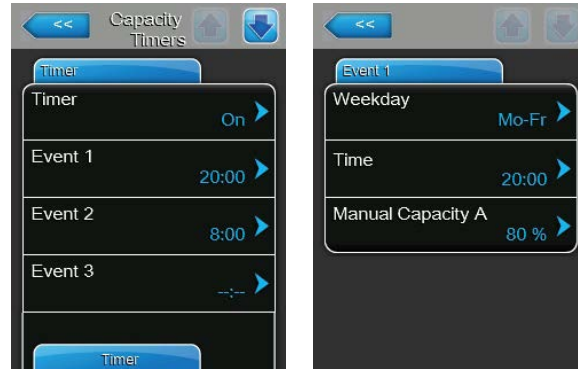 <<
Capacity
Timers
Timer
Timer
On
Event 1
20:00
Event 2
8:00
Event 3
--:--
Timer
<<
Event 1
Weekday
Mo-Fr
Time
20:00
Manual Capacity A
80 %